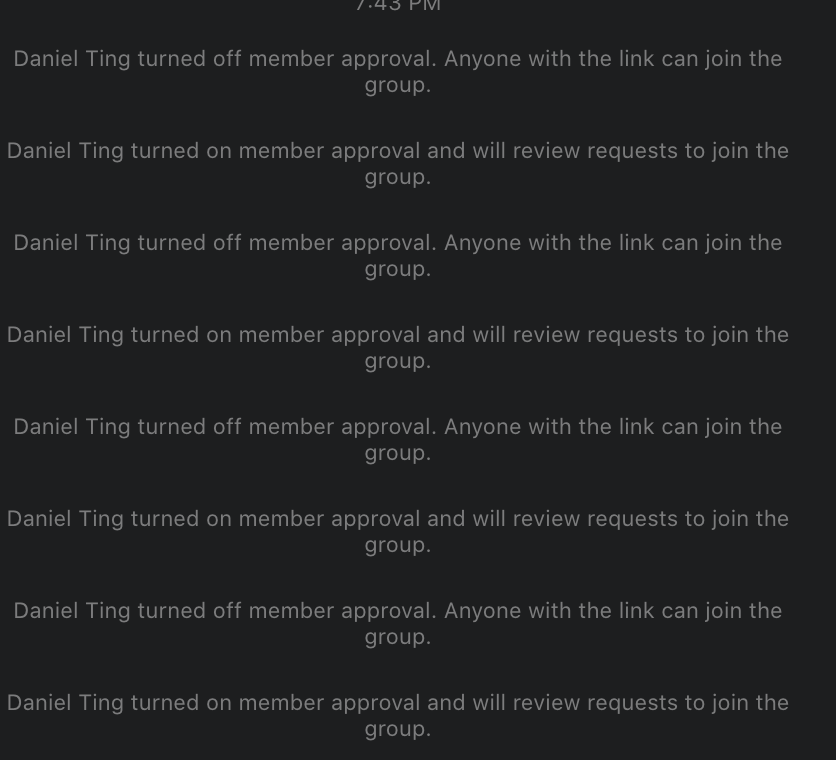 7:43 PM
Daniel Ting turned off member approval. Anyone with the link can join the
group.
Daniel Ting turned on member approval and will review requests to join the
group.
Daniel Ting turned off member approval. Anyone with the link can join the
group.
Daniel Ting turned on member approval and will review requests to join the
group.
Daniel Ting turned off member approval. Anyone with the link can join the
group.
Daniel Ting turned on member approval and will review requests to join the
group.
Daniel Ting turned off member approval. Anyone with the link can join the
group.
Daniel Ting turned on member approval and will review requests to join the
group.